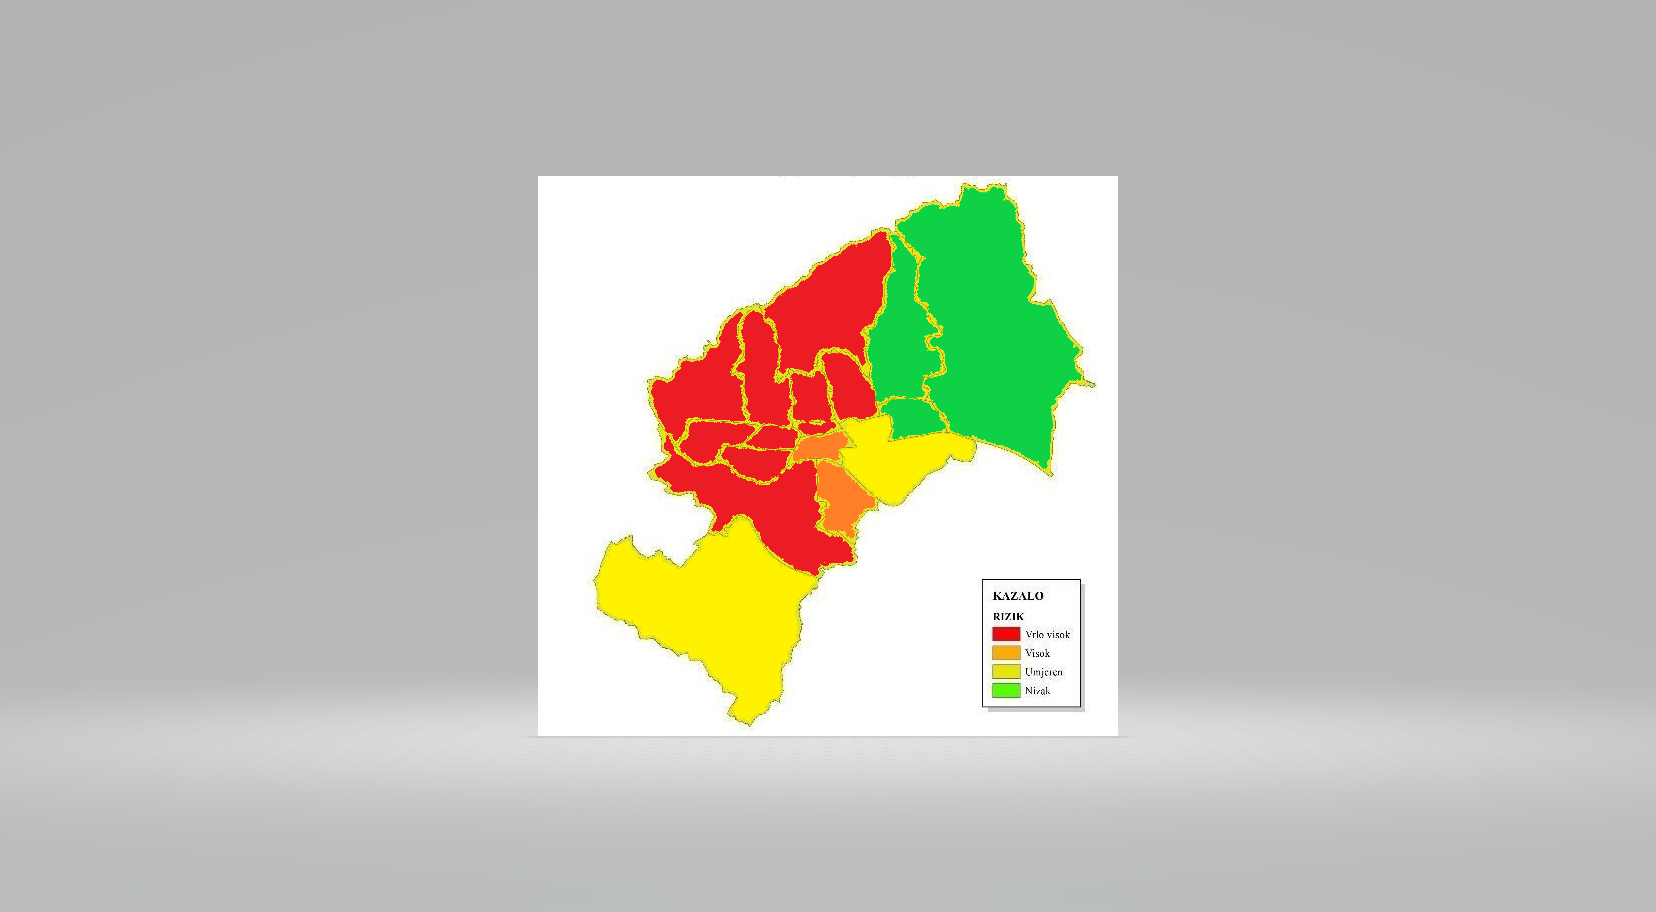 KAZALO
RIZIK
Vrlo visok
Visok
Umjeren
Nizak